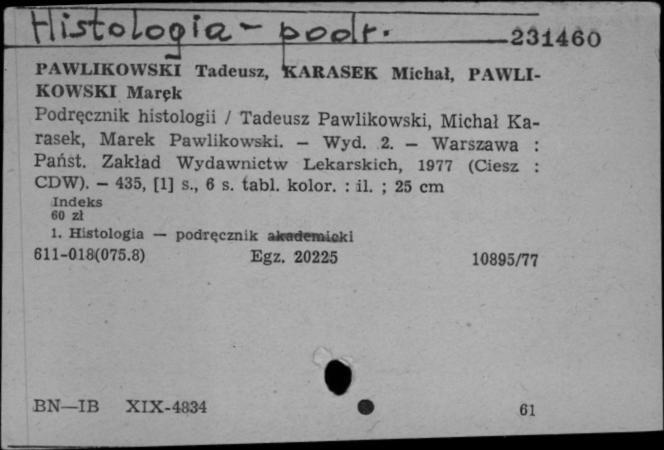 Histologia - podr.
231460
PAWLIKOWSKI Tadeusz, KARASEK Michał, PAWLI-
KOWSKI Marek
Podręcznik histologii / Tadeusz Pawlikowski, Michał Ka-
rasek, Marek Pawlikowski. — Wyd. 2. — Warszawa :
Państ. Zakład Wydawnictw Lekarskich, 1977 (Ciesz :
CDW). — 435, [1] s., 6 s. tabl. kolor. : il. ; 25 cm
Indeks
60 zł
1. Histologia — podręcznik akademicki
611-018(075.8) Egz. 20225 10895/77
BN—IB XIX-4834 61